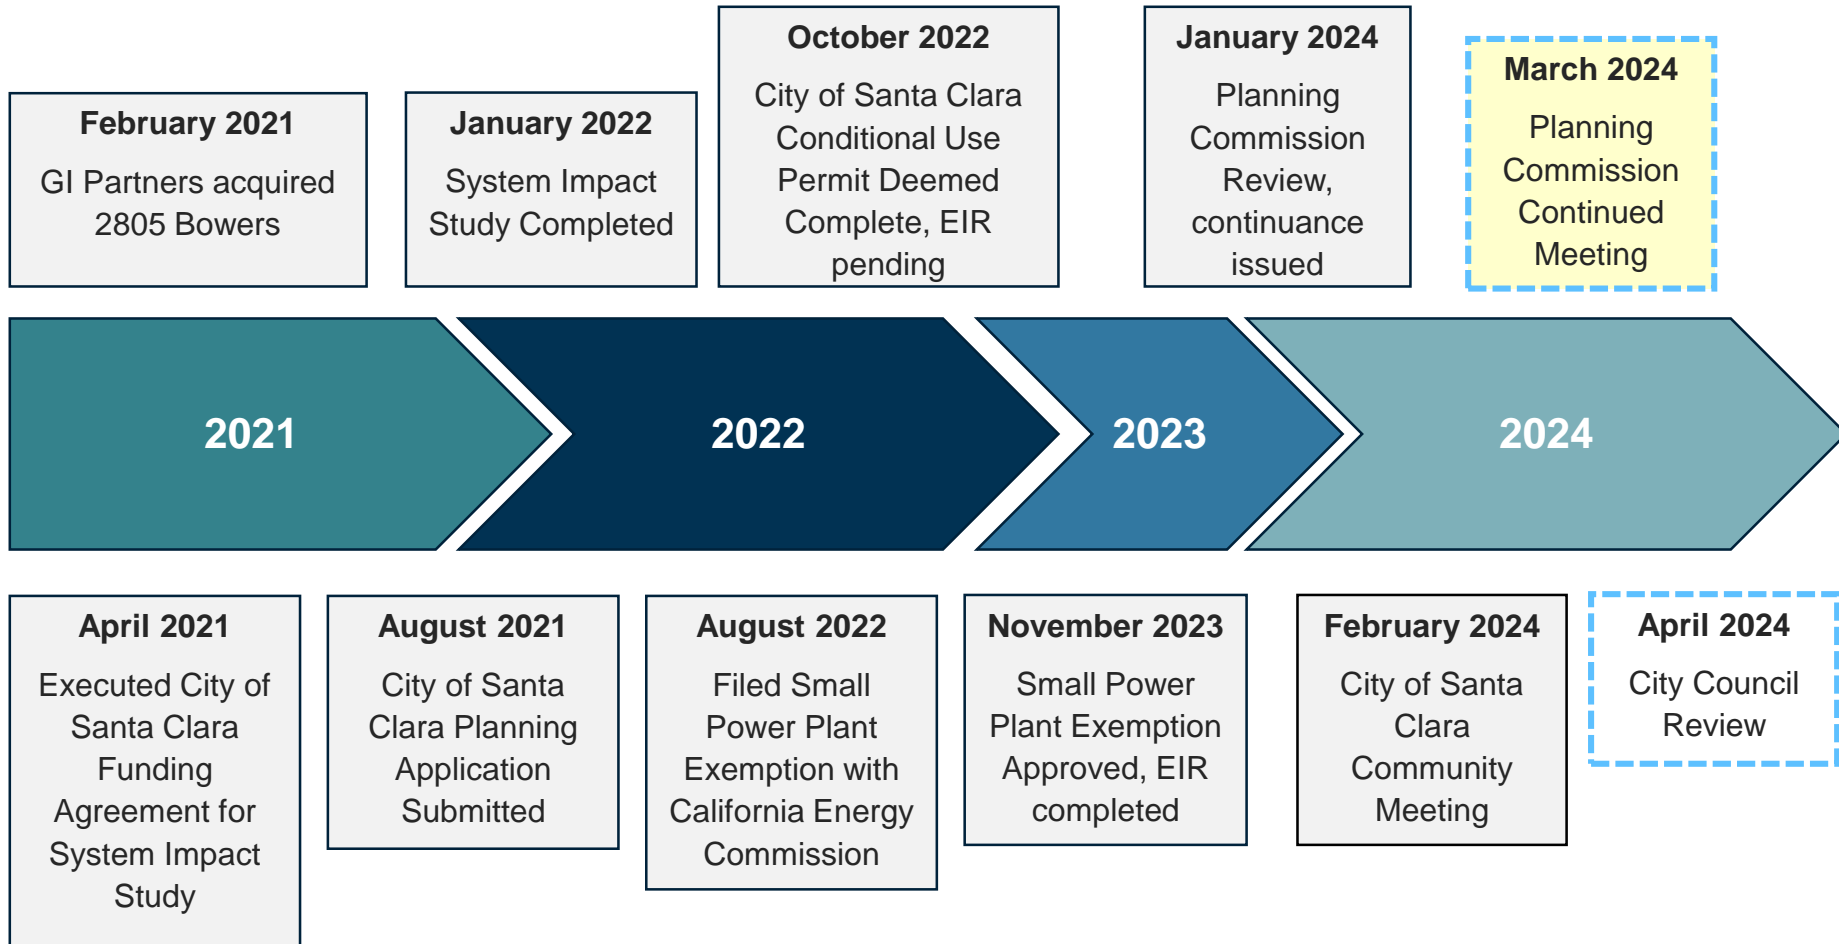 February 2021
GI Partners acquired
2805 Bowers
January 2022
System Impact
Study Completed
October 2022
City of Santa Clara
Conditional Use
Permit Deemed
Complete, EIR
pending
January 2024
Planning
Commission
Review,
continuance
issued
March 2024
Planning
Commission
Continued
Meeting
2021
2022
2023
2024
April 2021
Executed City of
Santa Clara
Funding
Agreement for
System Impact
Study
August 2021
City of Santa
Clara Planning
Application
Submitted
August 2022
Filed Small
Power Plant
Exemption with
California Energy
Commission
November 2023
Small Power
Plant Exemption
Approved, EIR
completed
February 2024
City of Santa
Clara
Community
Meeting
April 2024
City Council
Review